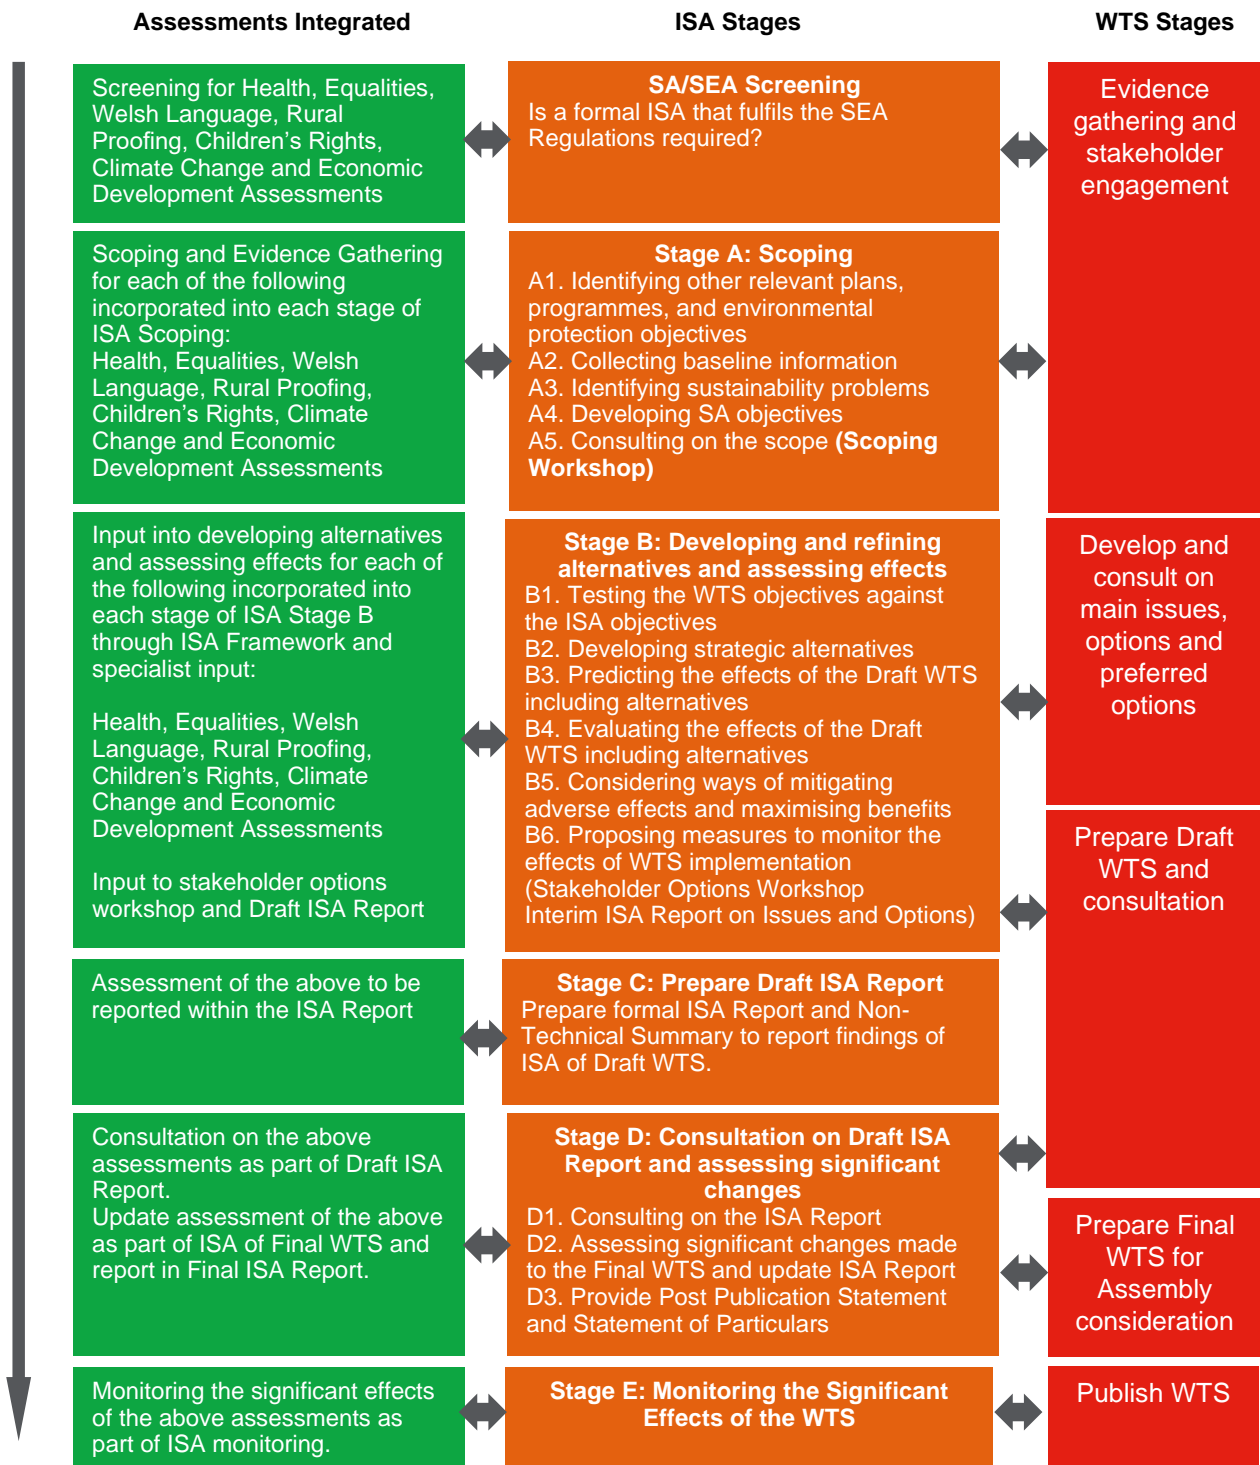 Assessments Integrated
ISA Stages
WTS Stages
Screening for Health, Equalities,
Welsh Language, Rural
Proofing, Children’s Rights,
Climate Change and Economic
Development Assessments
SA/SEA Screening
Is a formal ISA that fulfils the SEA
Regulations required?
Evidence
gathering and
stakeholder
engagement
Scoping and Evidence Gathering
for each of the following
incorporated into each stage of
ISA Scoping:
Health, Equalities, Welsh
Language, Rural Proofing,
Children’s Rights, Climate
Change and Economic
Development Assessments
Stage A: Scoping
A1. Identifying other relevant plans,
programmes, and environmental
protection objectives
A2. Collecting baseline information
A3. Identifying sustainability problems
A4. Developing SA objectives
A5. Consulting on the scope (Scoping
Workshop)
Input into developing alternatives
and assessing effects for each of
the following incorporated into
each stage of ISA Stage B
through ISA Framework and
specialist input:
Health, Equalities, Welsh
Language, Rural Proofing,
Children’s Rights, Climate
Change and Economic
Development Assessments
Input to stakeholder options
workshop and Draft ISA Report
Stage B: Developing and refining
alternatives and assessing effects
B1. Testing the WTS objectives against
the ISA objectives
B2. Developing strategic alternatives
B3. Predicting the effects of the Draft WTS
including alternatives
B4. Evaluating the effects of the Draft
WTS including alternatives
B5. Considering ways of mitigating
adverse effects and maximising benefits
B6. Proposing measures to monitor the
effects of WTS implementation
(Stakeholder Options Workshop
Interim ISA Report on Issues and Options)
Develop and
consult on
main issues,
options and
preferred
options
Prepare Draft
WTS and
consultation
Assessment of the above to be
reported within the ISA Report
Stage C: Prepare Draft ISA Report
Prepare formal ISA Report and Non-
Technical Summary to report findings of
ISA of Draft WTS.
Consultation on the above
assessments as part of Draft ISA
Report.
Update assessment of the above
as part of ISA of Final WTS and
report in Final ISA Report.
Stage D: Consultation on Draft ISA
Report and assessing significant
changes
D1. Consulting on the ISA Report
D2. Assessing significant changes made
to the Final WTS and update ISA Report
D3. Provide Post Publication Statement
and Statement of Particulars
Prepare Final
WTS for
Assembly
consideration
Monitoring the significant effects
of the above assessments as
part of ISA monitoring.
Stage E: Monitoring the Significant
Effects of the WTS
Publish WTS